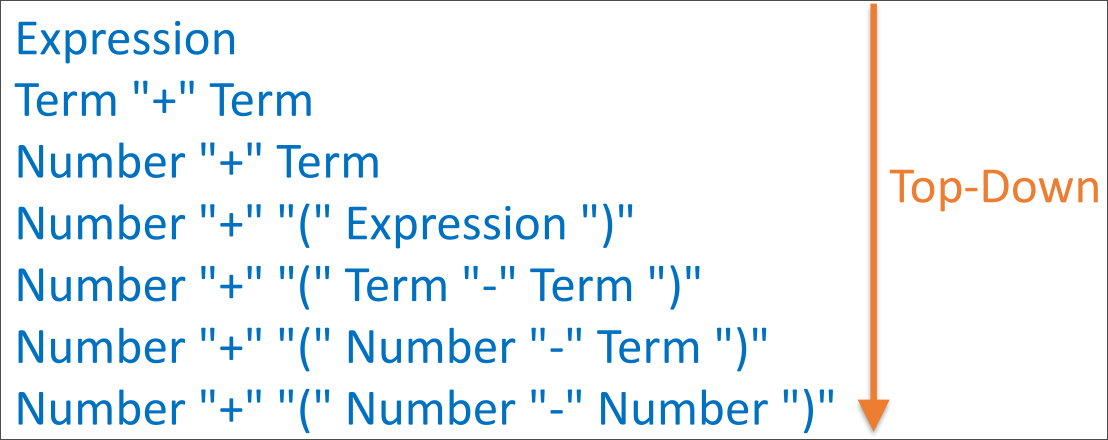 Expression
Term "+" Term
Number "+" Term
Number "+" "(" Expression ")"
Number "+" "(" Term "-" Term ")"
Number "+" "(" Number "-" Term ")"
Number "+" "(" Number "-" Number ")"
Top-Down